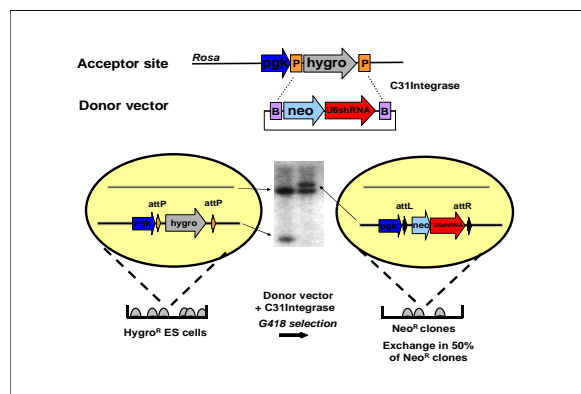 Acceptor site
Rosa
pgk
P
hygro
P
C31Integrase
Donor vector
B
neo
U6shRNA
B
attP
attP
pgk
hygro
attL
attR
pgk
neo
U6shRNA
Hygroᴿ ES cells
Donor vector
+ C31Integrase
G418 selection
Neoᴿ clones
Exchange in 50%
of Neoᴿ clones